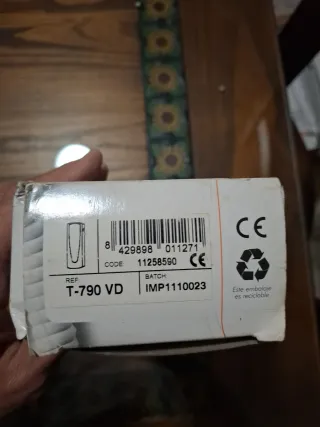 8 429898 011271
CODE 11258590 CE
REF. BATCH
T-790 VD IMP1110023
CE
Este embalaje
es reciclable